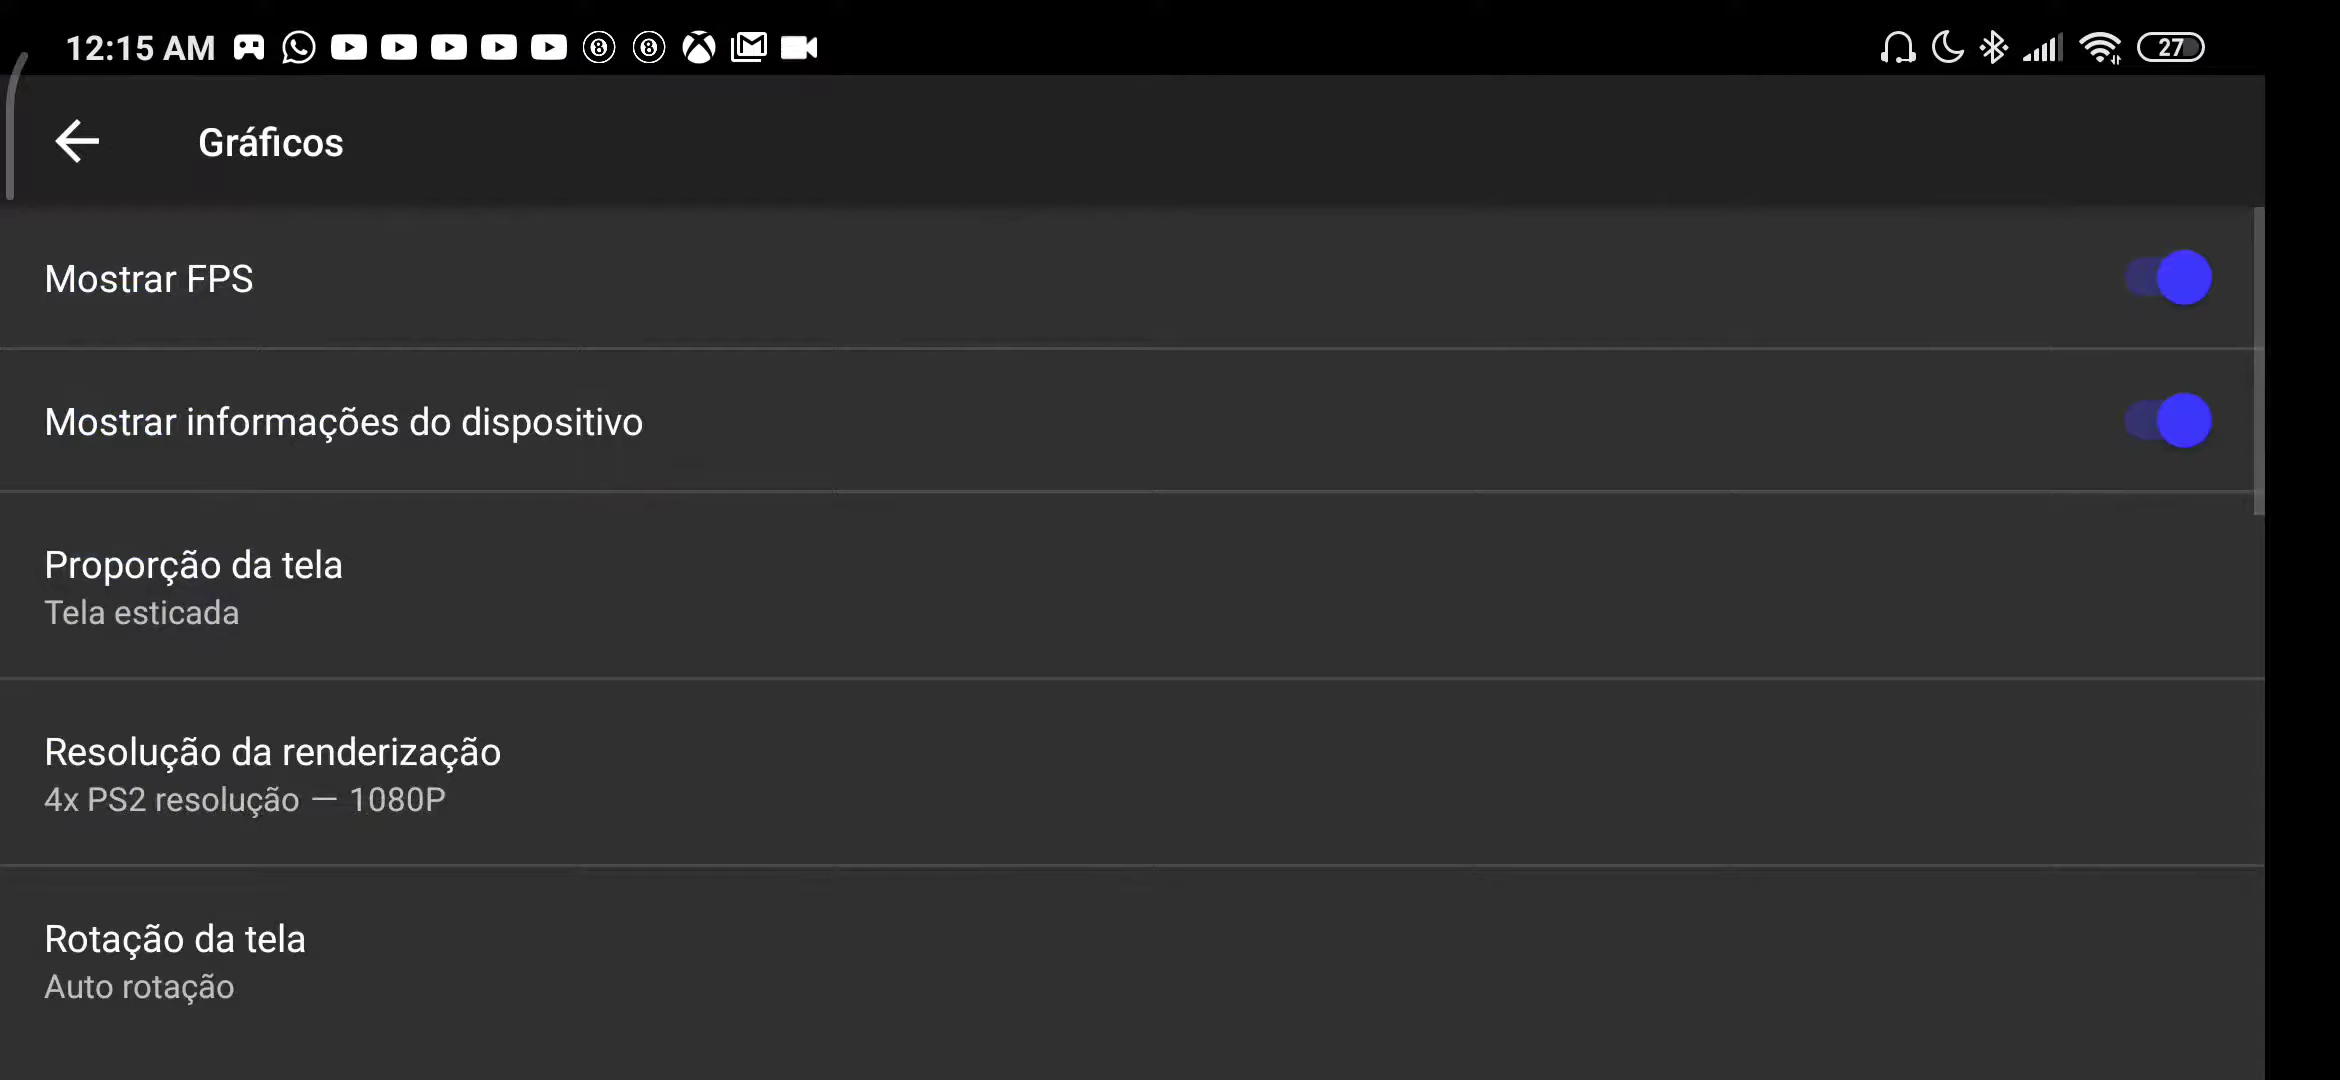 12:15 AM
27
Gráficos
Mostrar FPS
Mostrar informações do dispositivo
Proporção da tela
Tela esticada
Resolução da renderização
4x PS2 resolução — 1080P
Rotação da tela
Auto rotação